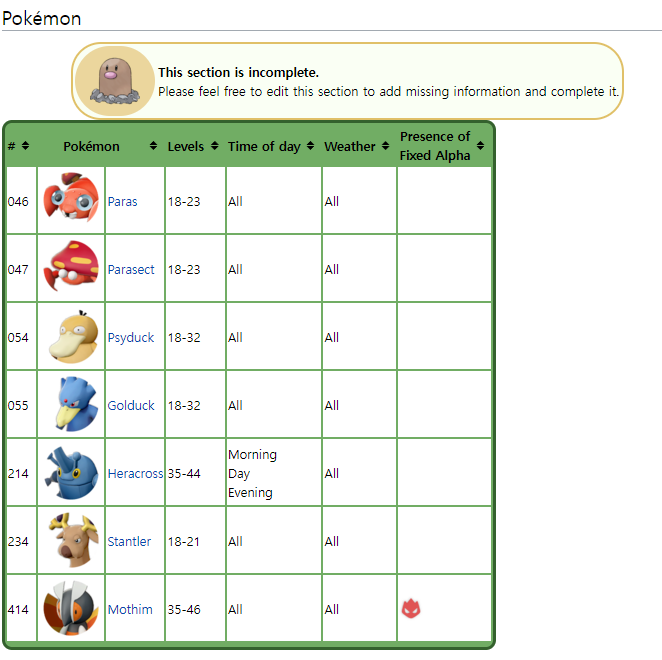 Pokémon
This section is incomplete.
Please feel free to edit this section to add missing information and complete it.
# Pokémon Levels Time of day Weather Presence of
Fixed Alpha
046 Paras 18-23 All All
047 Parasect 18-23 All All
054 Psyduck 18-32 All All
055 Golduck 18-32 All All
214 Heracross 35-44 Morning
Day
Evening All
234 Stantler 18-21 All All
414 Mothim 35-46 All All